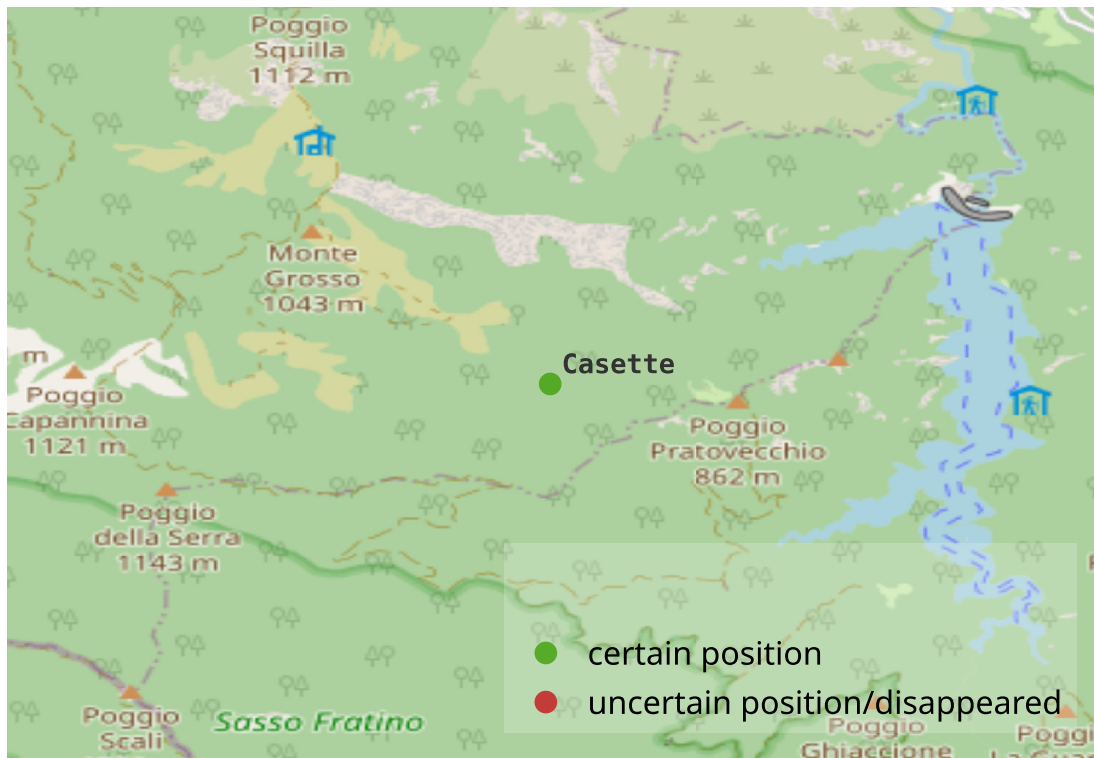 Poggio
Squilla
1112 m
Monte
Grosso
1043 m
Casette
m
Poggio
Capannina
1121 m
Poggio
Pratovecchio
862 m
Poggio
della Serra
1143 m
certain position
uncertain position/disappeared
Poggio
Scali
Sasso Fratino
Poggio
Ghiaccione